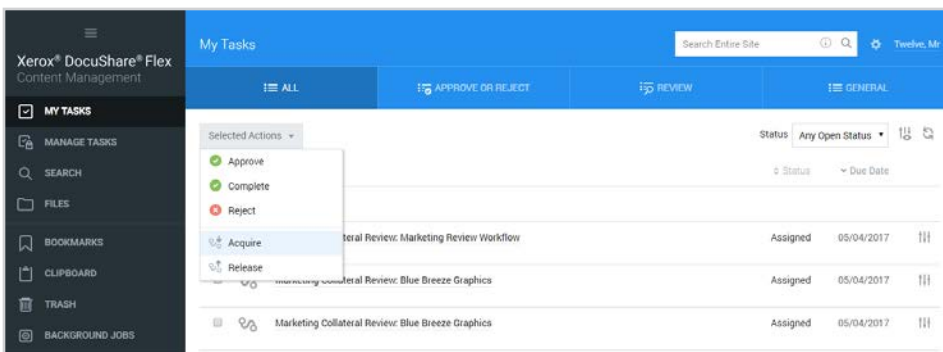 Xerox® DocuShare® Flex
Content Management
MY TASKS
MANAGE TASKS
SEARCH
FILES
BOOKMARKS
CLIPBOARD
TRASH
BACKGROUND JOBS
My Tasks
Search Entire Site
Twelve, Mr
ALL
APPROVE OR REJECT
REVIEW
GENERAL
Selected Actions
Status Any Open Status
Approve
Complete
Reject
Acquire
Release
Status Due Date
teral Review: Marketing Review Workflow Assigned 05/04/2017
Marketing Collateral Review: Blue Breeze Graphics Assigned 05/04/2017
Marketing Collateral Review: Blue Breeze Graphics Assigned 05/04/2017